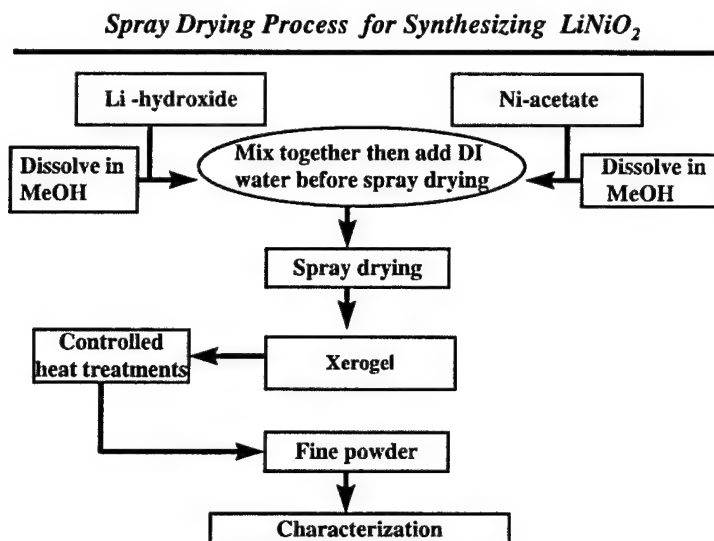 Spray Drying Process for Synthesizing LiNiO₂
Li -hydroxide
Ni-acetate
Dissolve in
MeOH
Mix together then add DI
water before spray drying
Dissolve in
MeOH
Spray drying
Controlled
heat treatments
Xerogel
Fine powder
Characterization